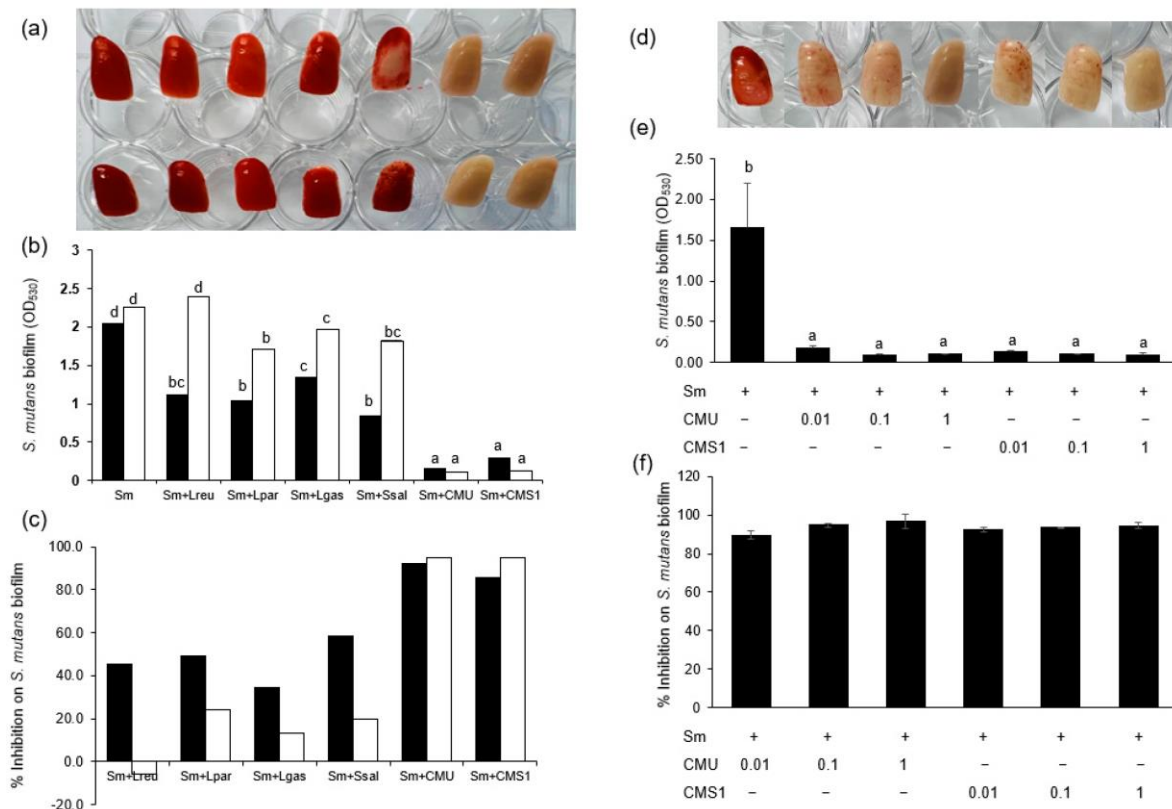 (a)
(b)
S. mutans biofilm (OD530)
3
2.5
2
1.5
1
0.5
0
d d
bc d
b b
c c
b bc
a a
a a
Sm Sm+Lreu Sm+Lpar Sm+Lgas Sm+Ssal Sm+CMU Sm+CMS1
(c)
% Inhibition on S. mutans biofilm
100.0
80.0
60.0
40.0
20.0
0.0
-20.0
Sm+Lreu Sm+Lpar Sm+Lgas Sm+Ssal Sm+CMU Sm+CMS1
(d)
(e)
S. mutans biofilm (OD530)
2.50
2.00
1.50
1.00
0.50
0.00
b a a a a a a
Sm + + + + + + +
CMU – 0.01 0.1 1 – – –
CMS1 – – – – 0.01 0.1 1
(f)
% Inhibition on S. mutans biofilm
120
100
80
60
40
20
0
Sm + + + + + +
CMU 0.01 0.1 1 – – –
CMS1 – – – 0.01 0.1 1